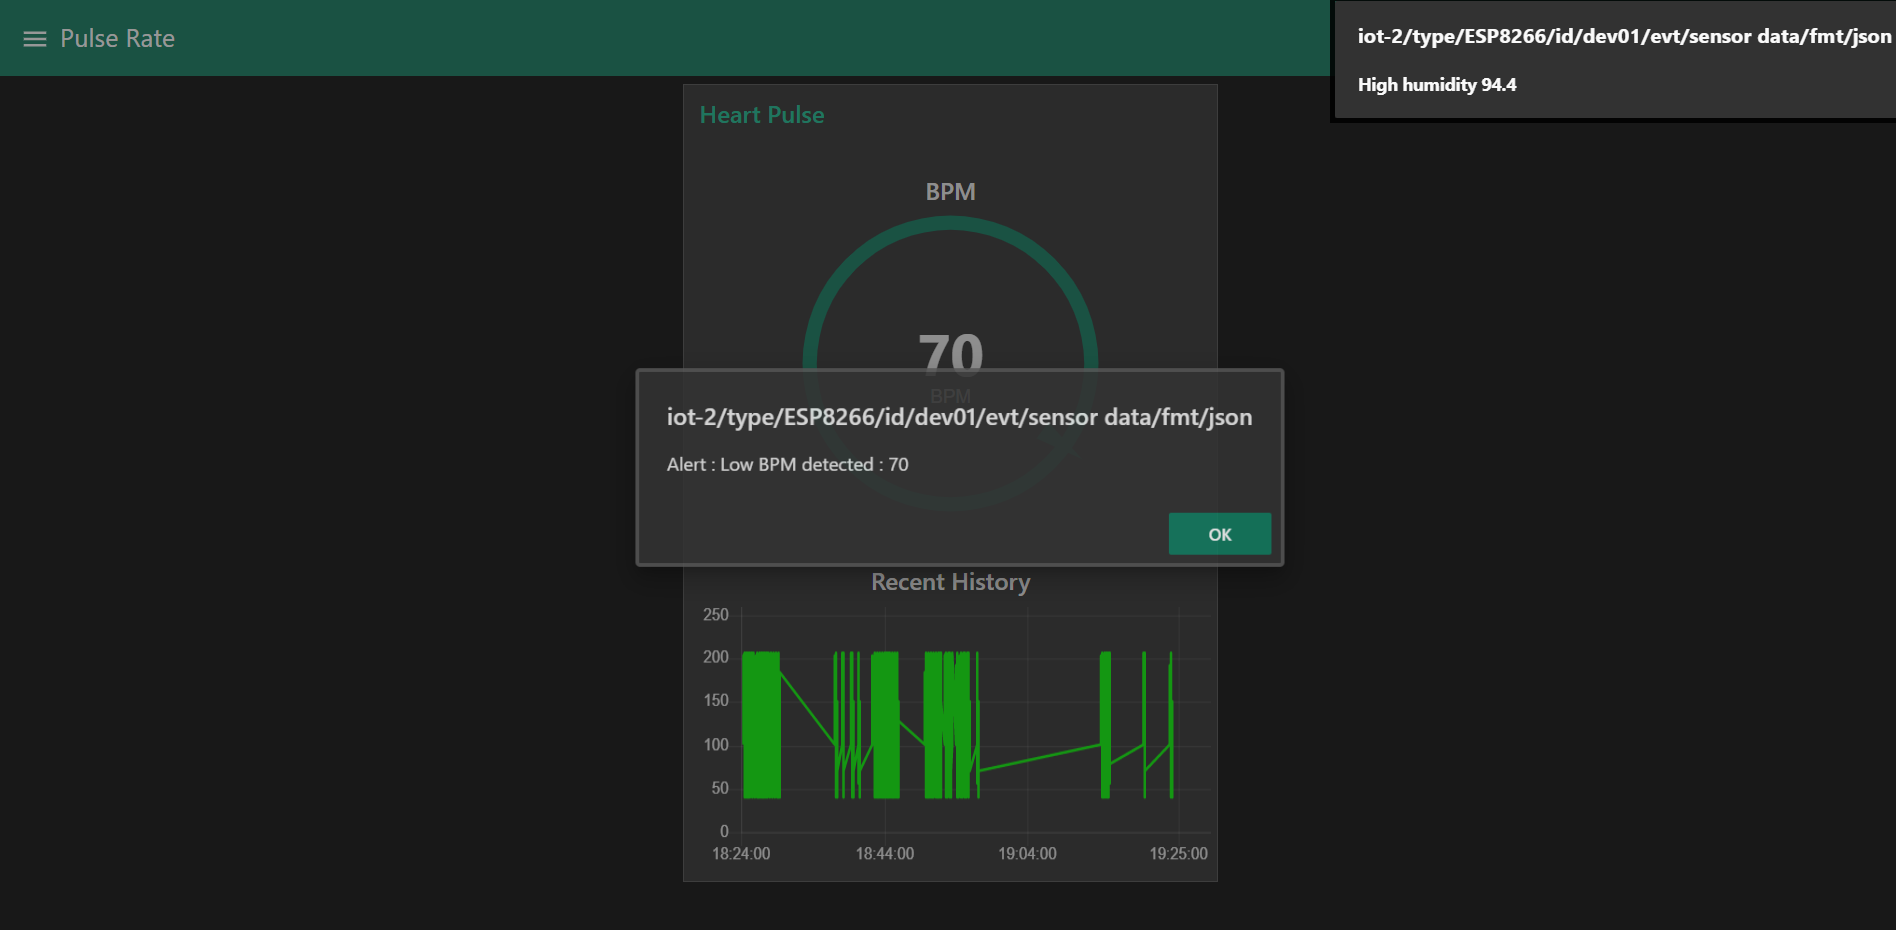 Pulse Rate
iot-2/type/ESP8266/id/dev01/evt/sensor data/fmt/json
High humidity 94.4
Heart Pulse
BPM
70
BPM
iot-2/type/ESP8266/id/dev01/evt/sensor data/fmt/json
Alert : Low BPM detected : 70
OK
Recent History
250
200
150
100
50
0
18:24:00 18:44:00 19:04:00 19:25:00